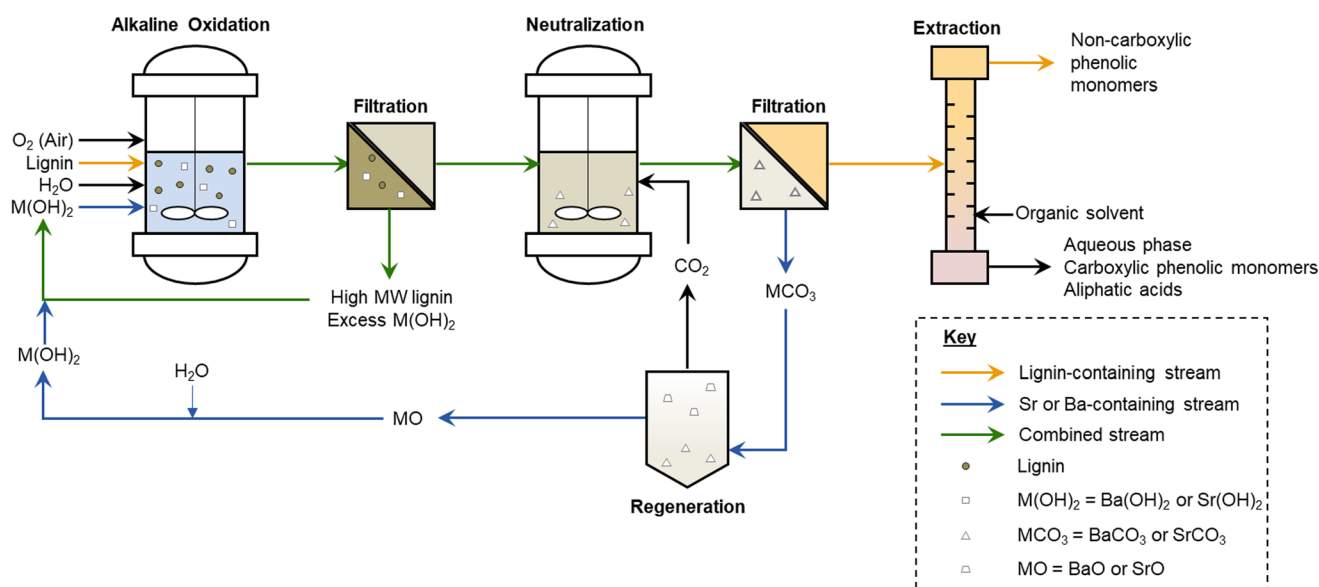 Alkaline Oxidation
Neutralization
Extraction
Filtration
Filtration
O₂ (Air)
Lignin
H₂O
M(OH)₂
Non-carboxylic
phenolic
monomers
Organic solvent
Aqueous phase
Carboxylic phenolic monomers
Aliphatic acids
High MW lignin
Excess M(OH)₂
CO₂
MCO₃
M(OH)₂
H₂O
MO
Regeneration
Key
Lignin-containing stream
Sr or Ba-containing stream
Combined stream
Lignin
M(OH)₂ = Ba(OH)₂ or Sr(OH)₂
MCO₃ = BaCO₃ or SrCO₃
MO = BaO or SrO